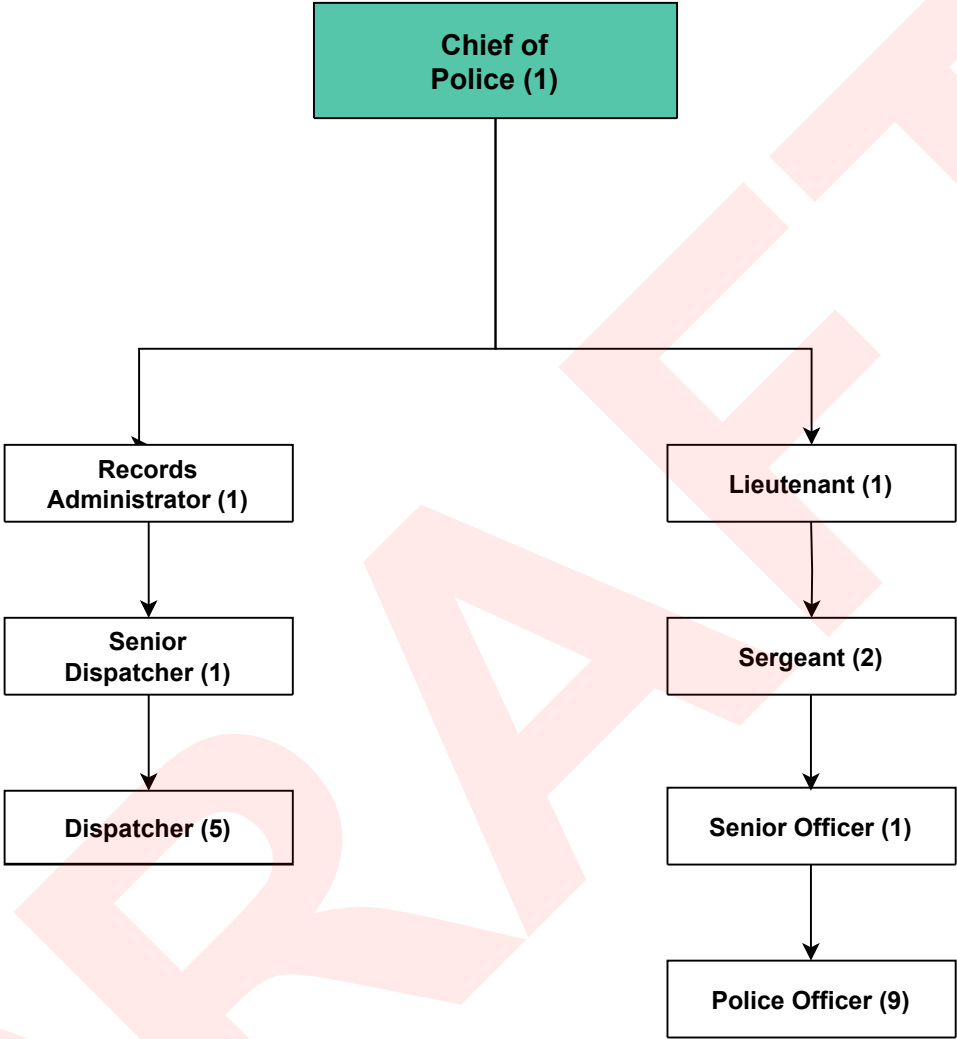 Chief of
Police (1)
Records
Administrator (1)
Lieutenant (1)
Senior
Dispatcher (1)
Sergeant (2)
Dispatcher (5)
Senior Officer (1)
Police Officer (9)
DRAFT